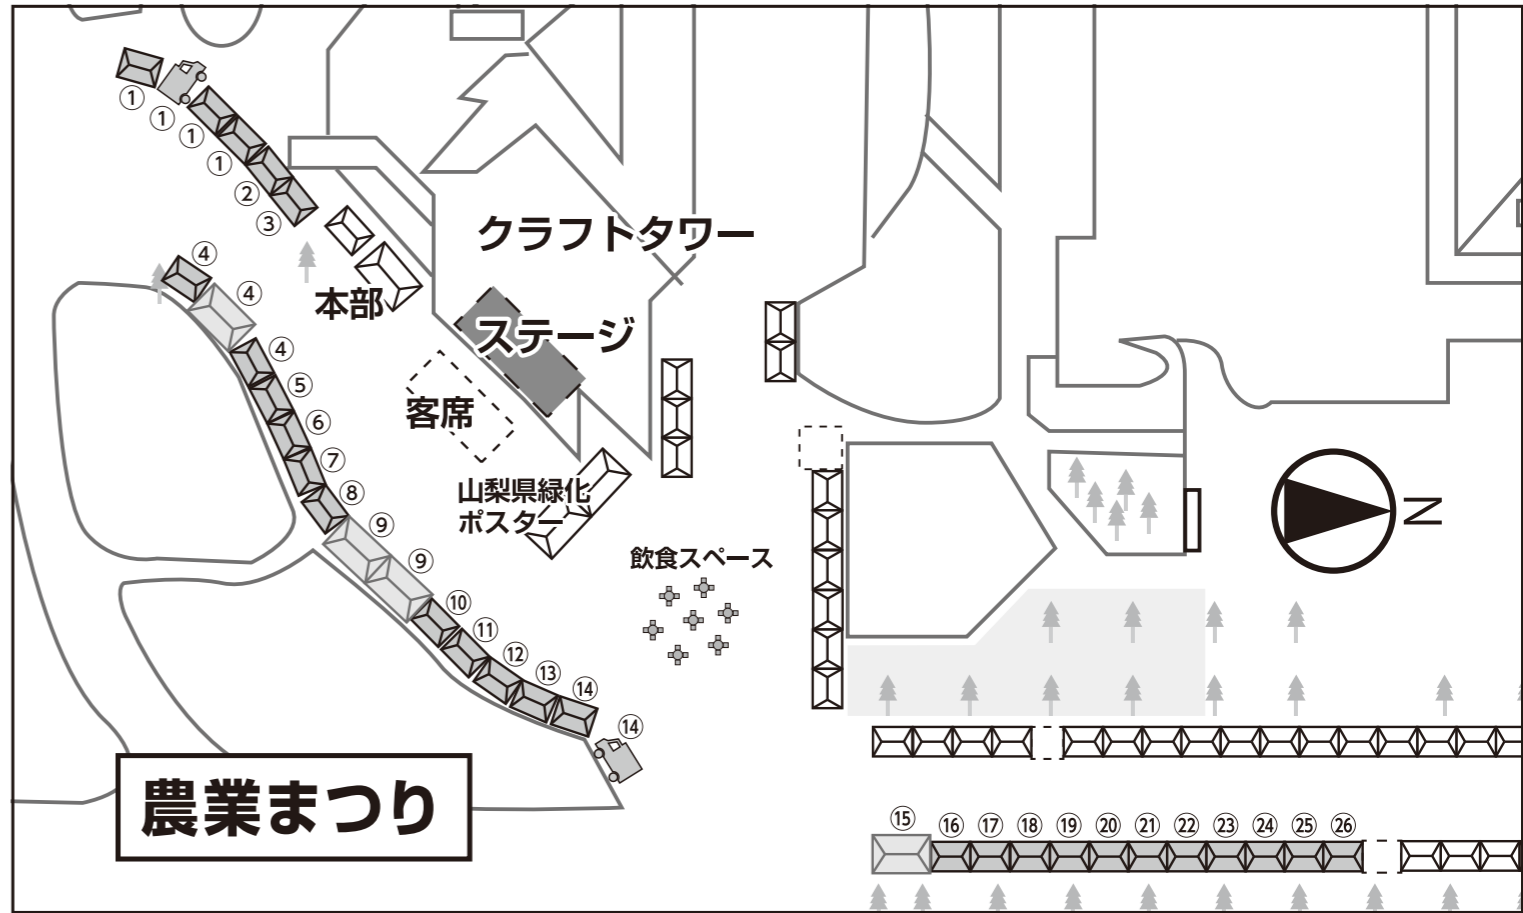 ①
①
①
①
②
③
クラフトタワー
④
④
本部
ステージ
④
⑤
客席
⑥
⑦
⑧
山梨県緑化
ポスター
N
⑨
⑨
飲食スペース
⑩
⑪
⑫
⑬
⑭
⑭
農業まつり
⑮ ⑯ ⑰ ⑱ ⑲ ⑳ ㉑ ㉒ ㉓ ㉔ ㉕ ㉖